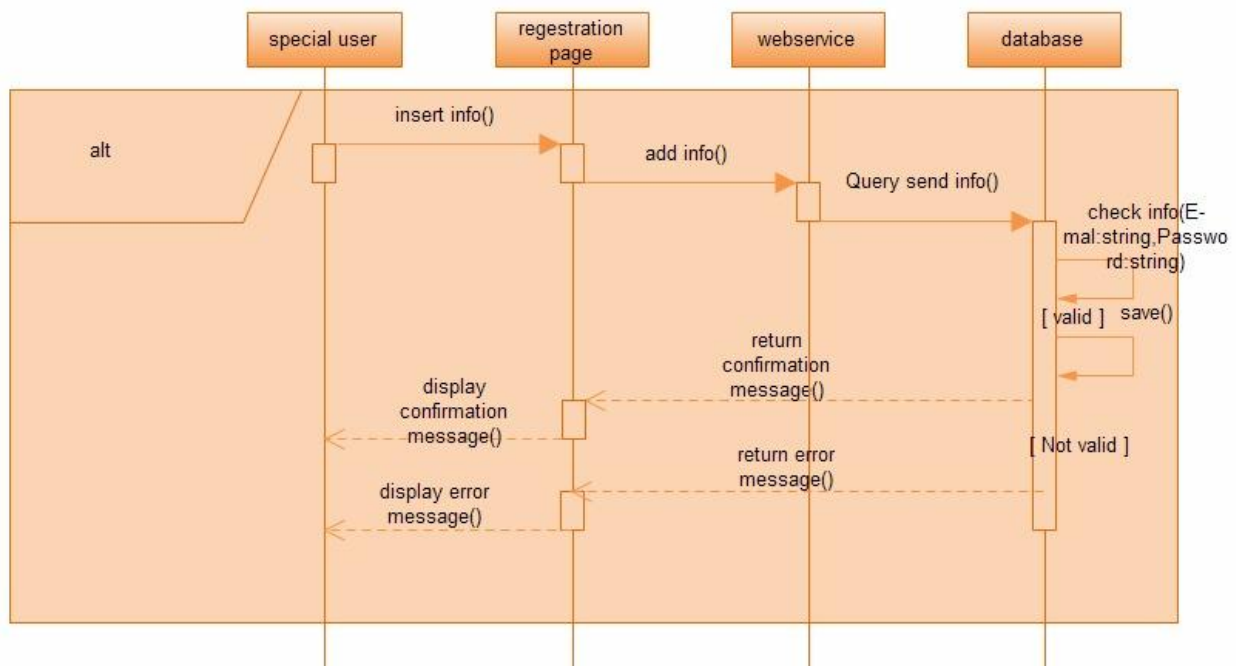 special user
regestration
page
webservice
database
alt
insert info()
add info()
Query send info()
check info(E-
mal:string,Passwo
rd:string)
[ valid ]
save()
return
confirmation
message()
display
confirmation
message()
[ Not valid ]
return error
message()
display error
message()